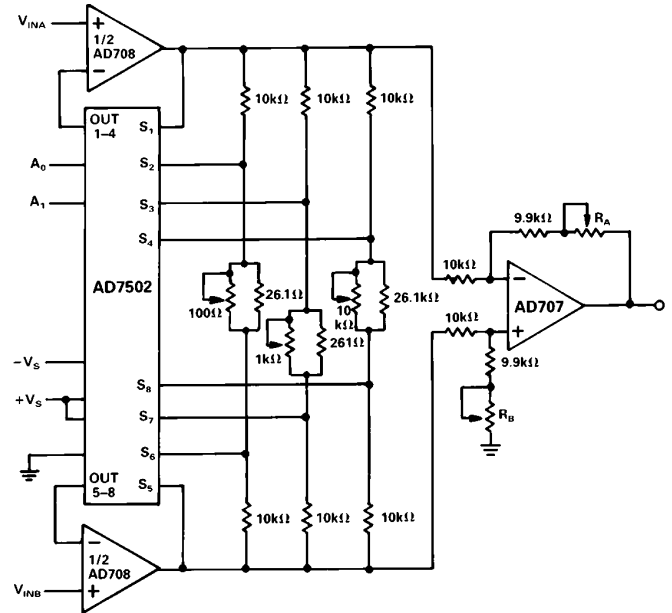 V_INA
+
1/2
AD708
−
OUT
1–4
S₁
10kΩ
10kΩ
10kΩ
A₀
S₂
A₁
S₃
S₄
9.9kΩ
R_A
10kΩ
−
AD7502
100Ω
26.1Ω
10
kΩ
26.1kΩ
AD707
1kΩ
261Ω
10kΩ
+
9.9kΩ
−V_S
S₈
+V_S
S₇
R_B
S₆
OUT
5–8
S₅
10kΩ
10kΩ
10kΩ
−
1/2
AD708
V_INB
+